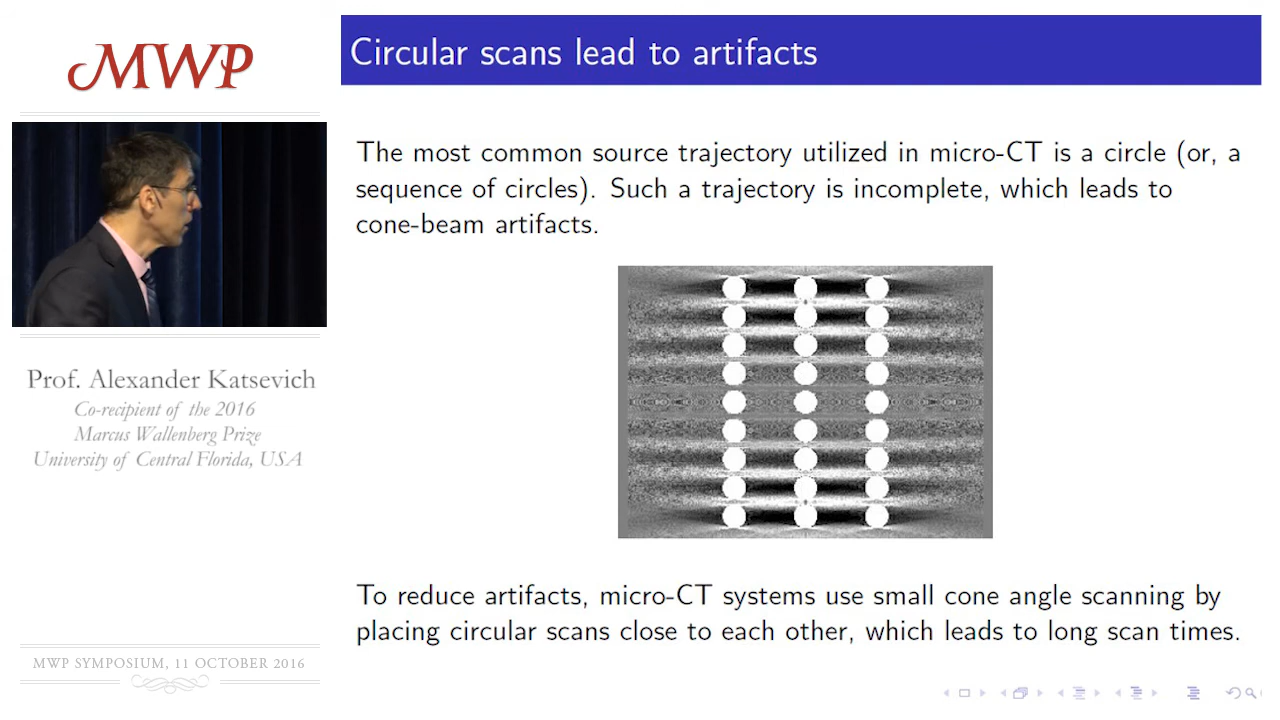 MWP
Circular scans lead to artifacts
The most common source trajectory utilized in micro-CT is a circle (or, a
sequence of circles). Such a trajectory is incomplete, which leads to
cone-beam artifacts.
Prof. Alexander Katsevich
Co-recipient of the 2016
Marcus Wallenberg Prize
University of Central Florida, USA
To reduce artifacts, micro-CT systems use small cone angle scanning by
placing circular scans close to each other, which leads to long scan times.
MWP SYMPOSIUM, 11 OCTOBER 2016